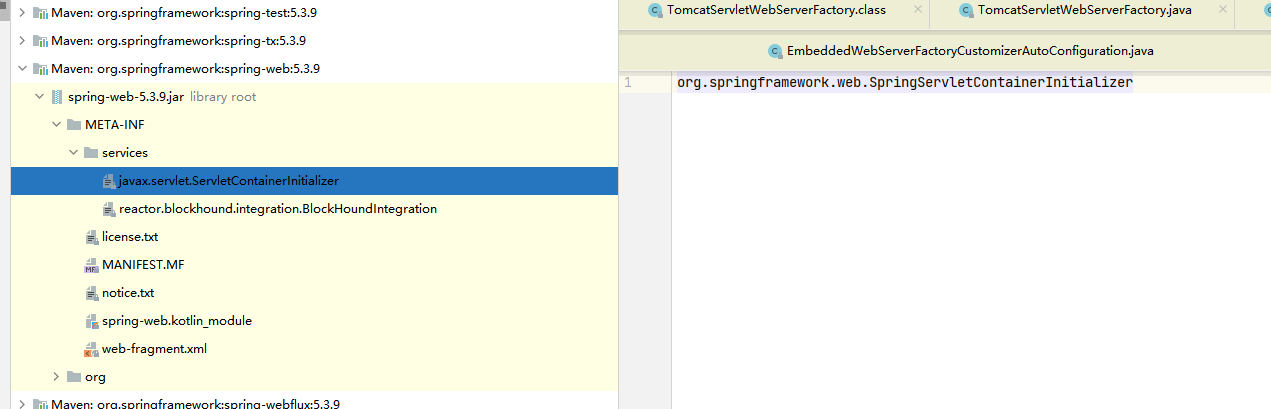 Maven: org.springframework:spring-test:5.3.9
Maven: org.springframework:spring-tx:5.3.9
Maven: org.springframework:spring-web:5.3.9
spring-web-5.3.9.jar library root
META-INF
services
javax.servlet.ServletContainerInitializer
reactor.blockhound.integration.BlockHoundIntegration
license.txt
MF MANIFEST.MF
notice.txt
spring-web.kotlin_module
web-fragment.xml
org
Maven: org.springframework:spring-webflux:5.3.9
C TomcatServletWebServerFactory.class
C TomcatServletWebServerFactory.java
C EmbeddedWebServerFactoryCustomizerAutoConfiguration.java
1 org.springframework.web.SpringServletContainerInitializer